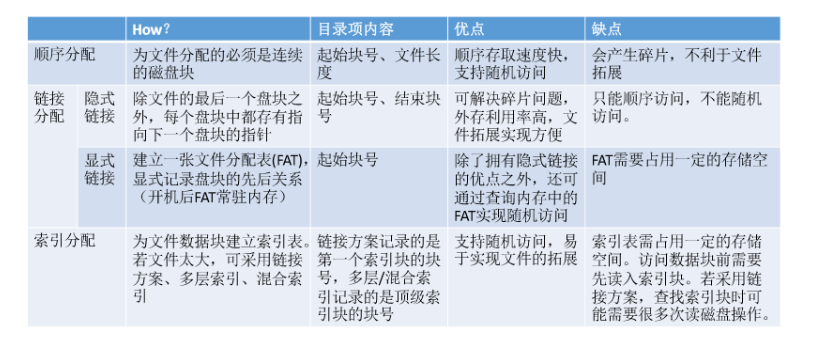 How?
目录项内容
优点
缺点
顺序分配
为文件分配的必须是连续
的磁盘块
起始块号、文件长
度
顺序存取速度快，
支持随机访问
会产生碎片，不利于文件
拓展
链接
分配
隐式
链接
除文件的最后一个盘块之
外，每个盘块中都存有指
向下一个盘块的指针
起始块号、结束块
号
可解决碎片问题，
外存利用率高，文
件拓展实现方便
只能顺序访问，不能随机
访问。
显式
链接
建立一张文件分配表(FAT)，
显式记录盘块的先后关系
（开机后FAT常驻内存）
起始块号
除了拥有隐式链接
的优点之外，还可
通过查询内存中的
FAT实现随机访问
FAT需要占用一定的存储空
间
索引分配
为文件数据块建立索引表。
若文件太大，可采用链接
方案、多层索引、混合索
引
链接方案记录的是
第一个索引块的块
号，多层/混合索
引记录的是顶级索
引块的块号
支持随机访问，易
于实现文件的拓展
索引表需占用一定的存储
空间。访问数据块前需要
先读入索引块。若采用链
接方案，查找索引块时可
能需要很多次读磁盘操作。